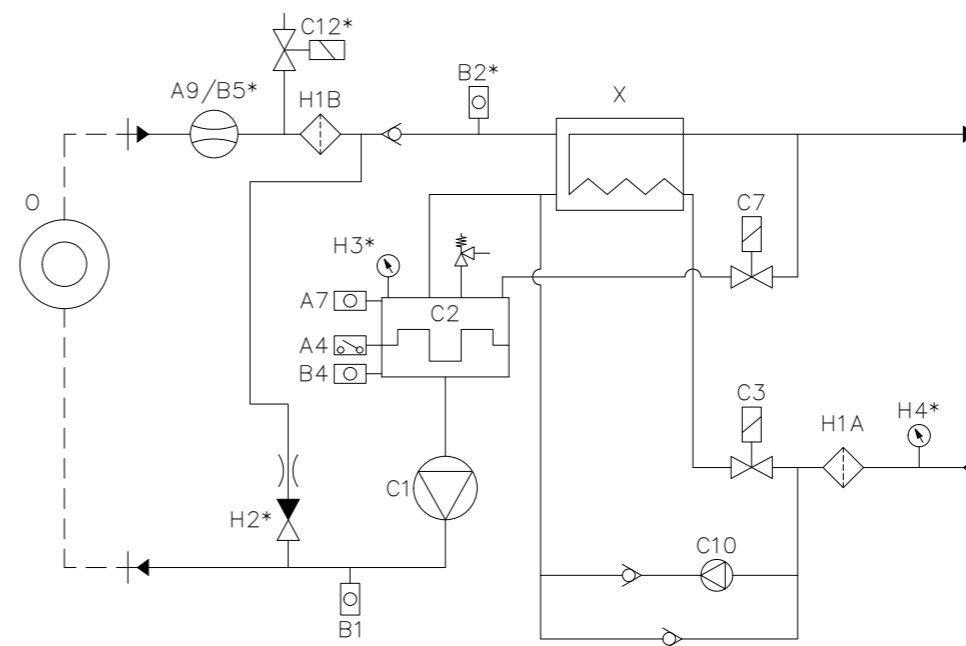 C12*
A9/B5*
H1B
B2*
X
O
H3*
C7
A7
C2
A4
B4
C3
H1A
H4*
C1
H2*
C10
B1